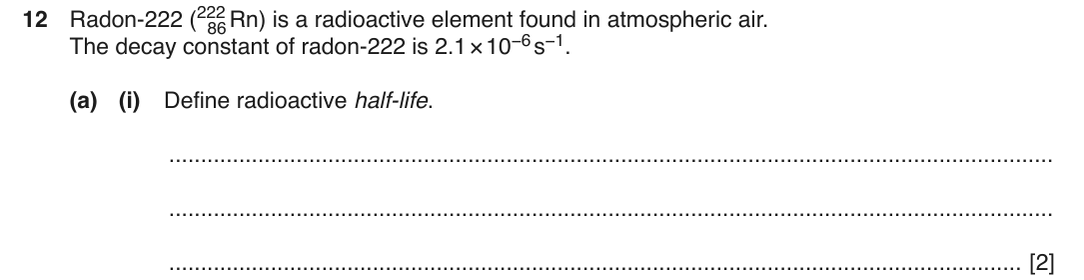 12 Radon-222 (²²²₈₆Rn) is a radioactive element found in atmospheric air.
The decay constant of radon-222 is 2.1 × 10⁻⁶ s⁻¹.
(a) (i) Define radioactive half-life.
..........................................................................................
..........................................................................................
.......................................................................................... [2]